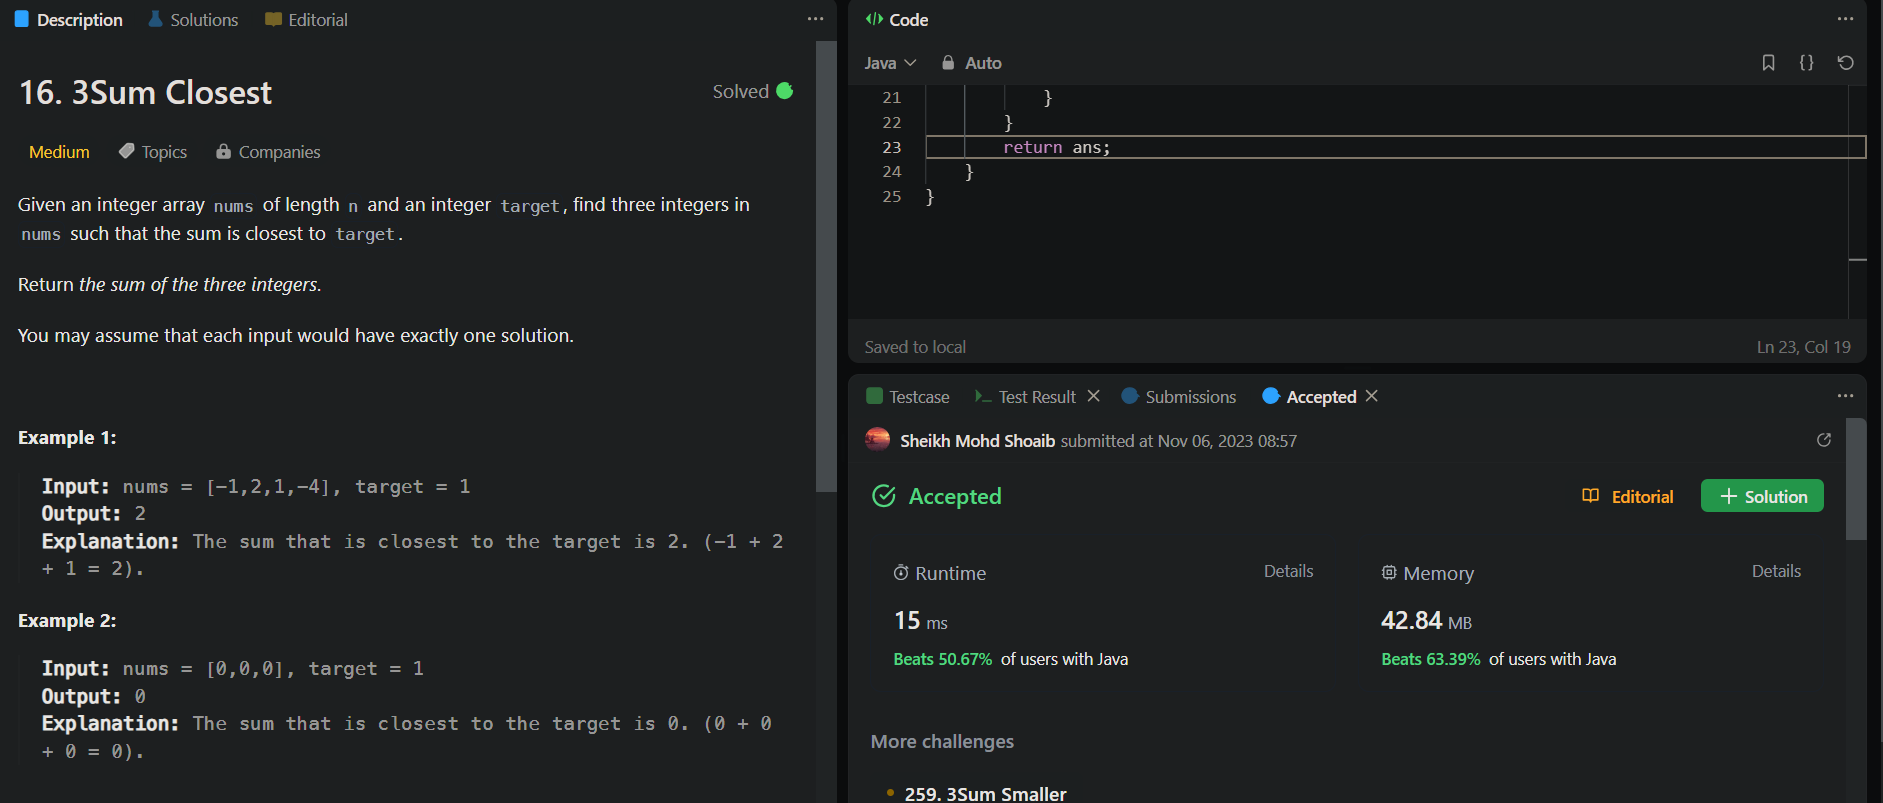 Description Solutions Editorial
16. 3Sum Closest
Solved
Medium Topics Companies
Given an integer array nums of length n and an integer target, find three integers in
nums such that the sum is closest to target.
Return the sum of the three integers.
You may assume that each input would have exactly one solution.
Example 1:
Input: nums = [-1,2,1,-4], target = 1
Output: 2
Explanation: The sum that is closest to the target is 2. (-1 + 2
+ 1 = 2).
Example 2:
Input: nums = [0,0,0], target = 1
Output: 0
Explanation: The sum that is closest to the target is 0. (0 + 0
+ 0 = 0).
</> Code
Java Auto
21 }
22 }
23 return ans;
24 }
25 }
Saved to local Ln 23, Col 19
Testcase >_ Test Result Submissions Accepted
Sheikh Mohd Shoaib submitted at Nov 06, 2023 08:57
Accepted Editorial + Solution
Runtime Details
15 ms
Beats 50.67% of users with Java
Memory Details
42.84 MB
Beats 63.39% of users with Java
More challenges
259. 3Sum Smaller